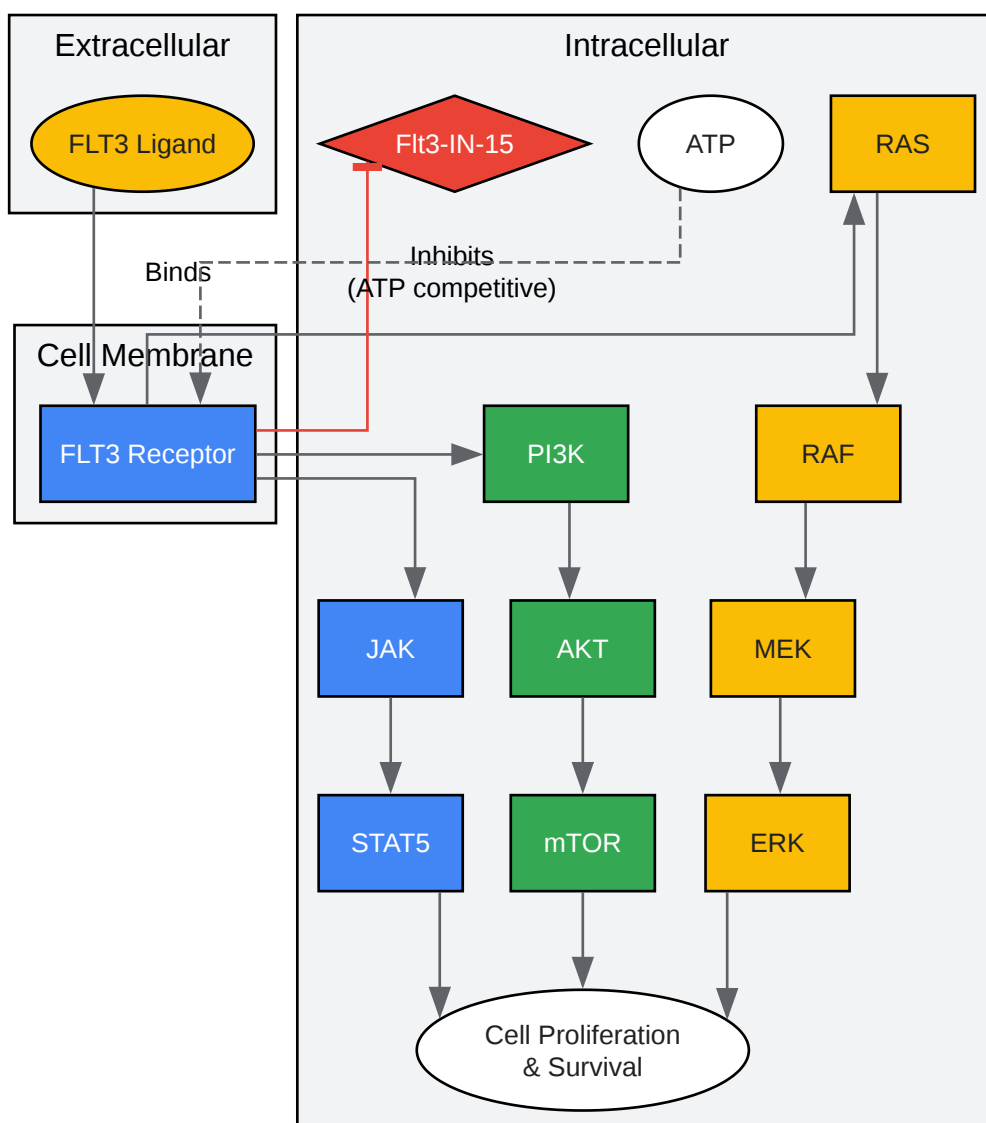 Extracellular
Intracellular
FLT3 Ligand
Flt3-IN-15
ATP
RAS
Binds
Inhibits
(ATP competitive)
Cell Membrane
FLT3 Receptor
PI3K
RAF
JAK
AKT
MEK
STAT5
mTOR
ERK
Cell Proliferation
& Survival